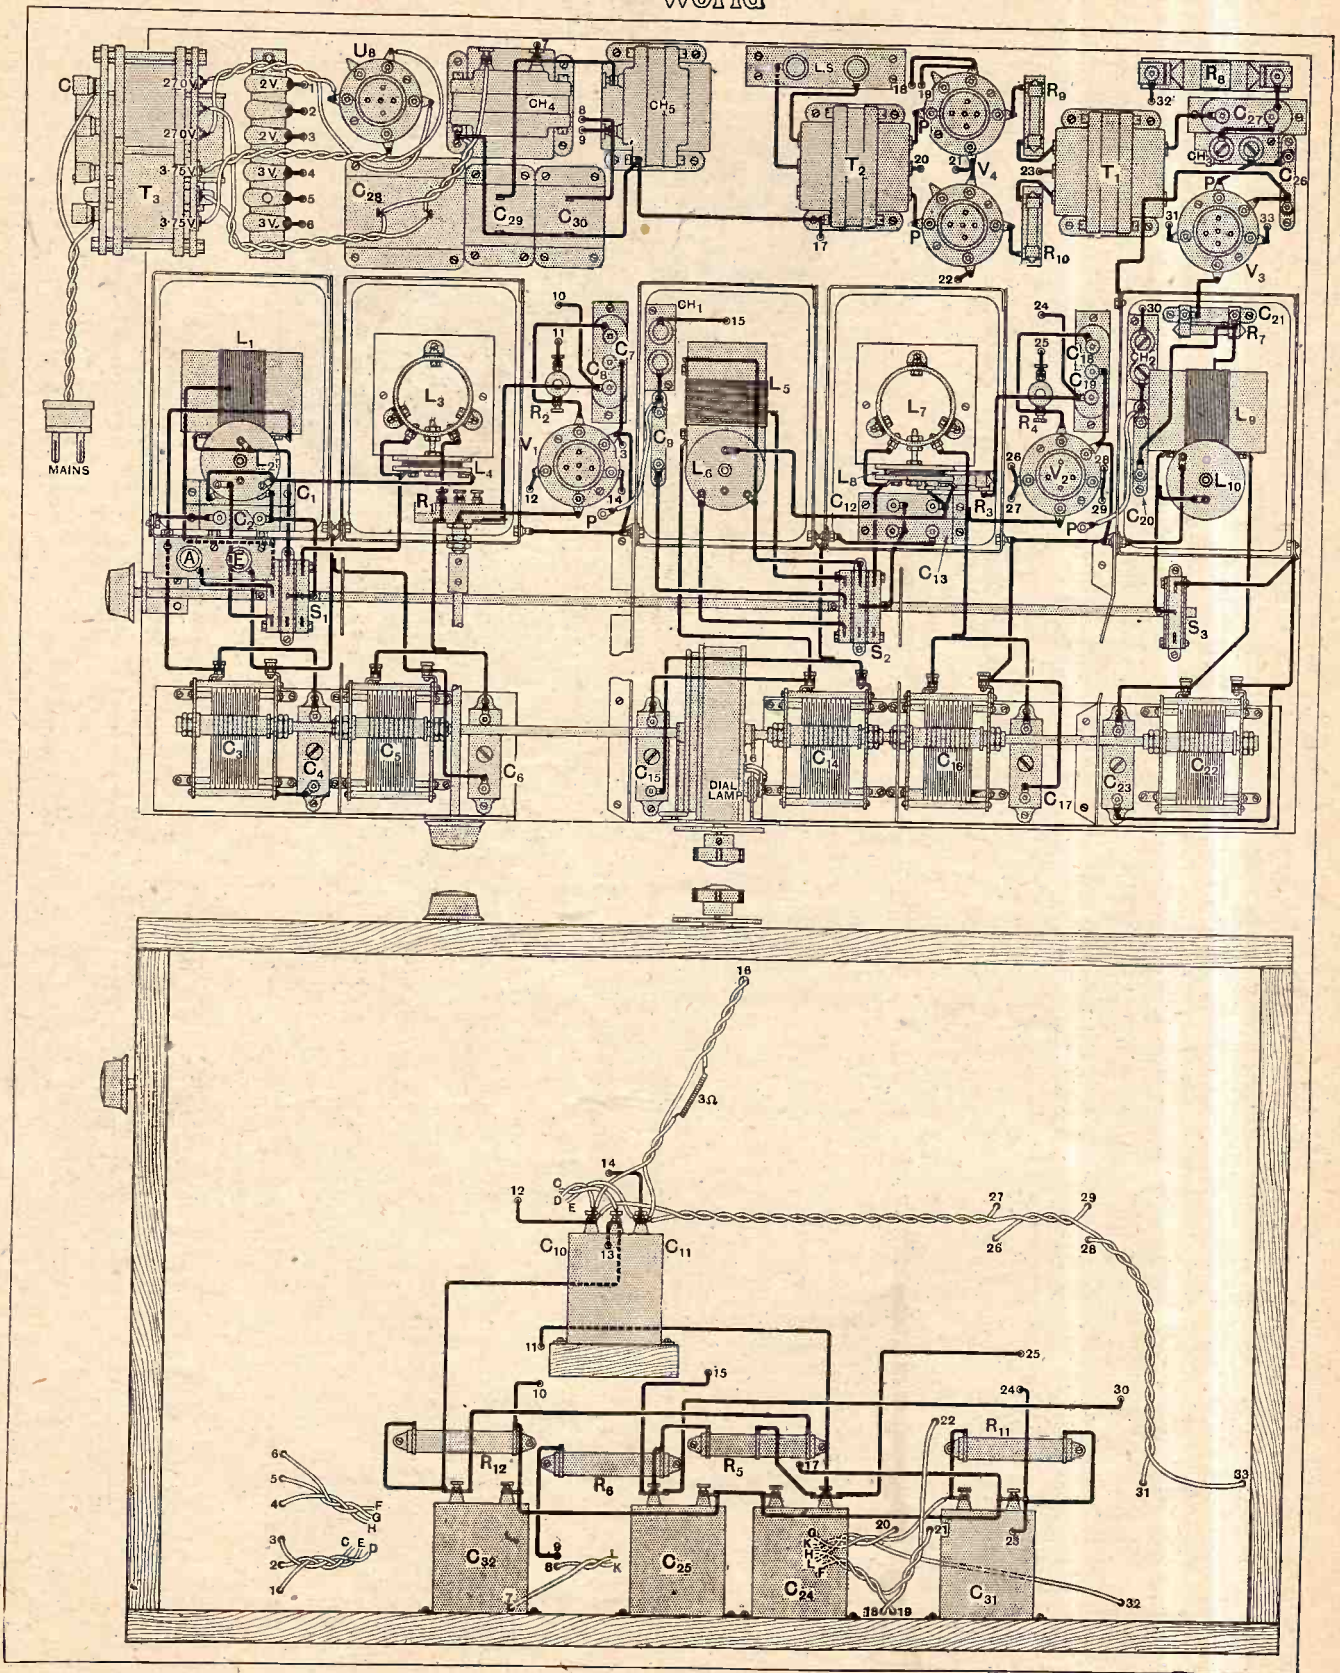 World
U8
C
270V
270V
3·75V
3·75V
T3
2V
2V
3V
3V
1
2
3
4
5
6
CH4
CH5
8
9
C28
C29
C30
L.S
18
19
T2
P
20
21
V4
P
22
17
R9
R10
23
T1
R8
32
C27
CH3
C26
P
31
33
V3
MAINS
L1
L2
C1
C2
A
E
S1
L3
L4
R1
10
11
C7
C8
R2
V1
12
13
14
P
CH1
15
C9
L5
L6
L7
L8
C12
R3
C13
S2
24
25
C18
C19
R4
V2
26
27
28
29
P
30
CH2
C20
C21
R7
L9
L10
S3
C3
C4
C5
C6
C15
DIAL
LAMP
C14
C16
C17
C23
C22
16
3Ω
14
12
C
D
E
C10
13
C11
27
29
26
28
11
10
15
25
24
30
22
R12
R6
R5
17
R11
31
33
6
5
4
F
G
H
3
2
1
C E D
9
8
L
K
7
C32
C25
C24
G
K
H
L
F
20
21
23
18
19
C31
32